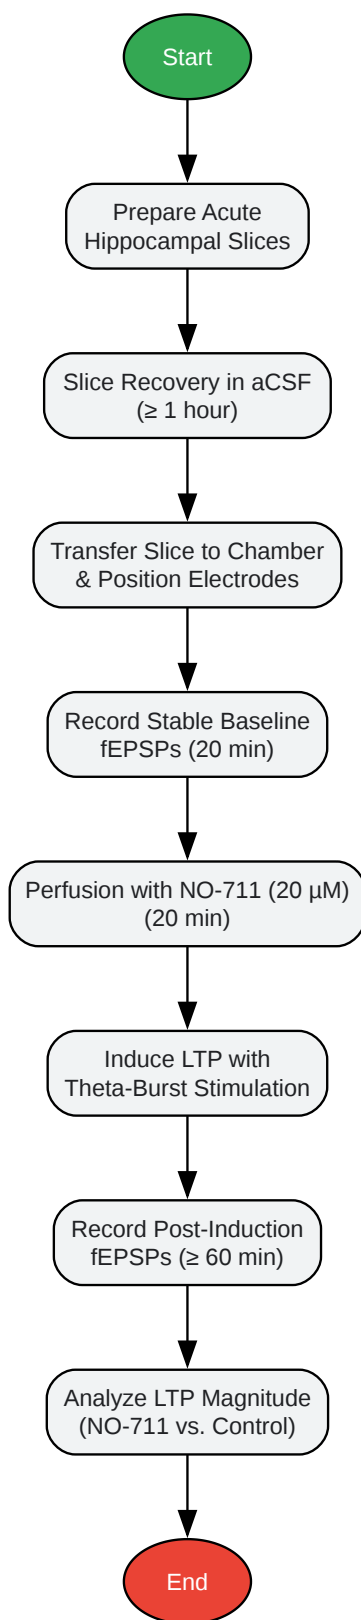 Start
Prepare Acute
Hippocampal Slices
Slice Recovery in aCSF
(≥ 1 hour)
Transfer Slice to Chamber
& Position Electrodes
Record Stable Baseline
fEPSPs (20 min)
Perfusion with NO-711 (20 µM)
(20 min)
Induce LTP with
Theta-Burst Stimulation
Record Post-Induction
fEPSPs (≥ 60 min)
Analyze LTP Magnitude
(NO-711 vs. Control)
End